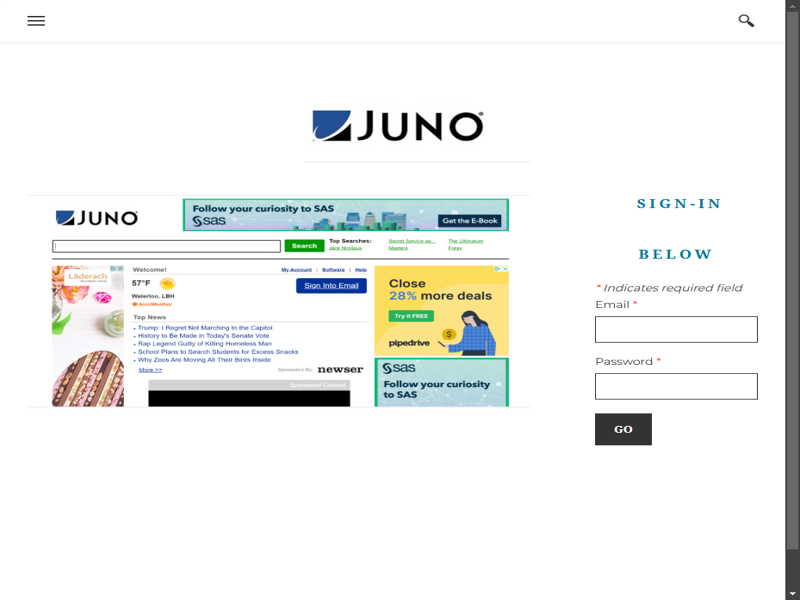 JUNO
SIGN-IN
BELOW
* Indicates required field
Email *
Password *
GO
JUNO
Follow your curiosity to SAS
sas
Get the E-Book
Search
Top Searches:
Secret Service ag...
The Ultimatum
Jack Nicklaus
Masters
Foray
Läderach
Welcome!
My Account | Software | Help
57°F
Waterloo, LBH
AccuWeather
Sign Into Email
Top News
• Trump: I Regret Not Marching to the Capitol
• History to Be Made in Today's Senate Vote
• Rap Legend Guilty of Killing Homeless Man
• School Plans to Search Students for Excess Snacks
• Why Zoos Are Moving All Their Birds Inside
More >>
Sponsored By: newser
Sponsored Content
Close
28% more deals
Try it FREE
pipedrive
sas
Follow your curiosity
to SAS